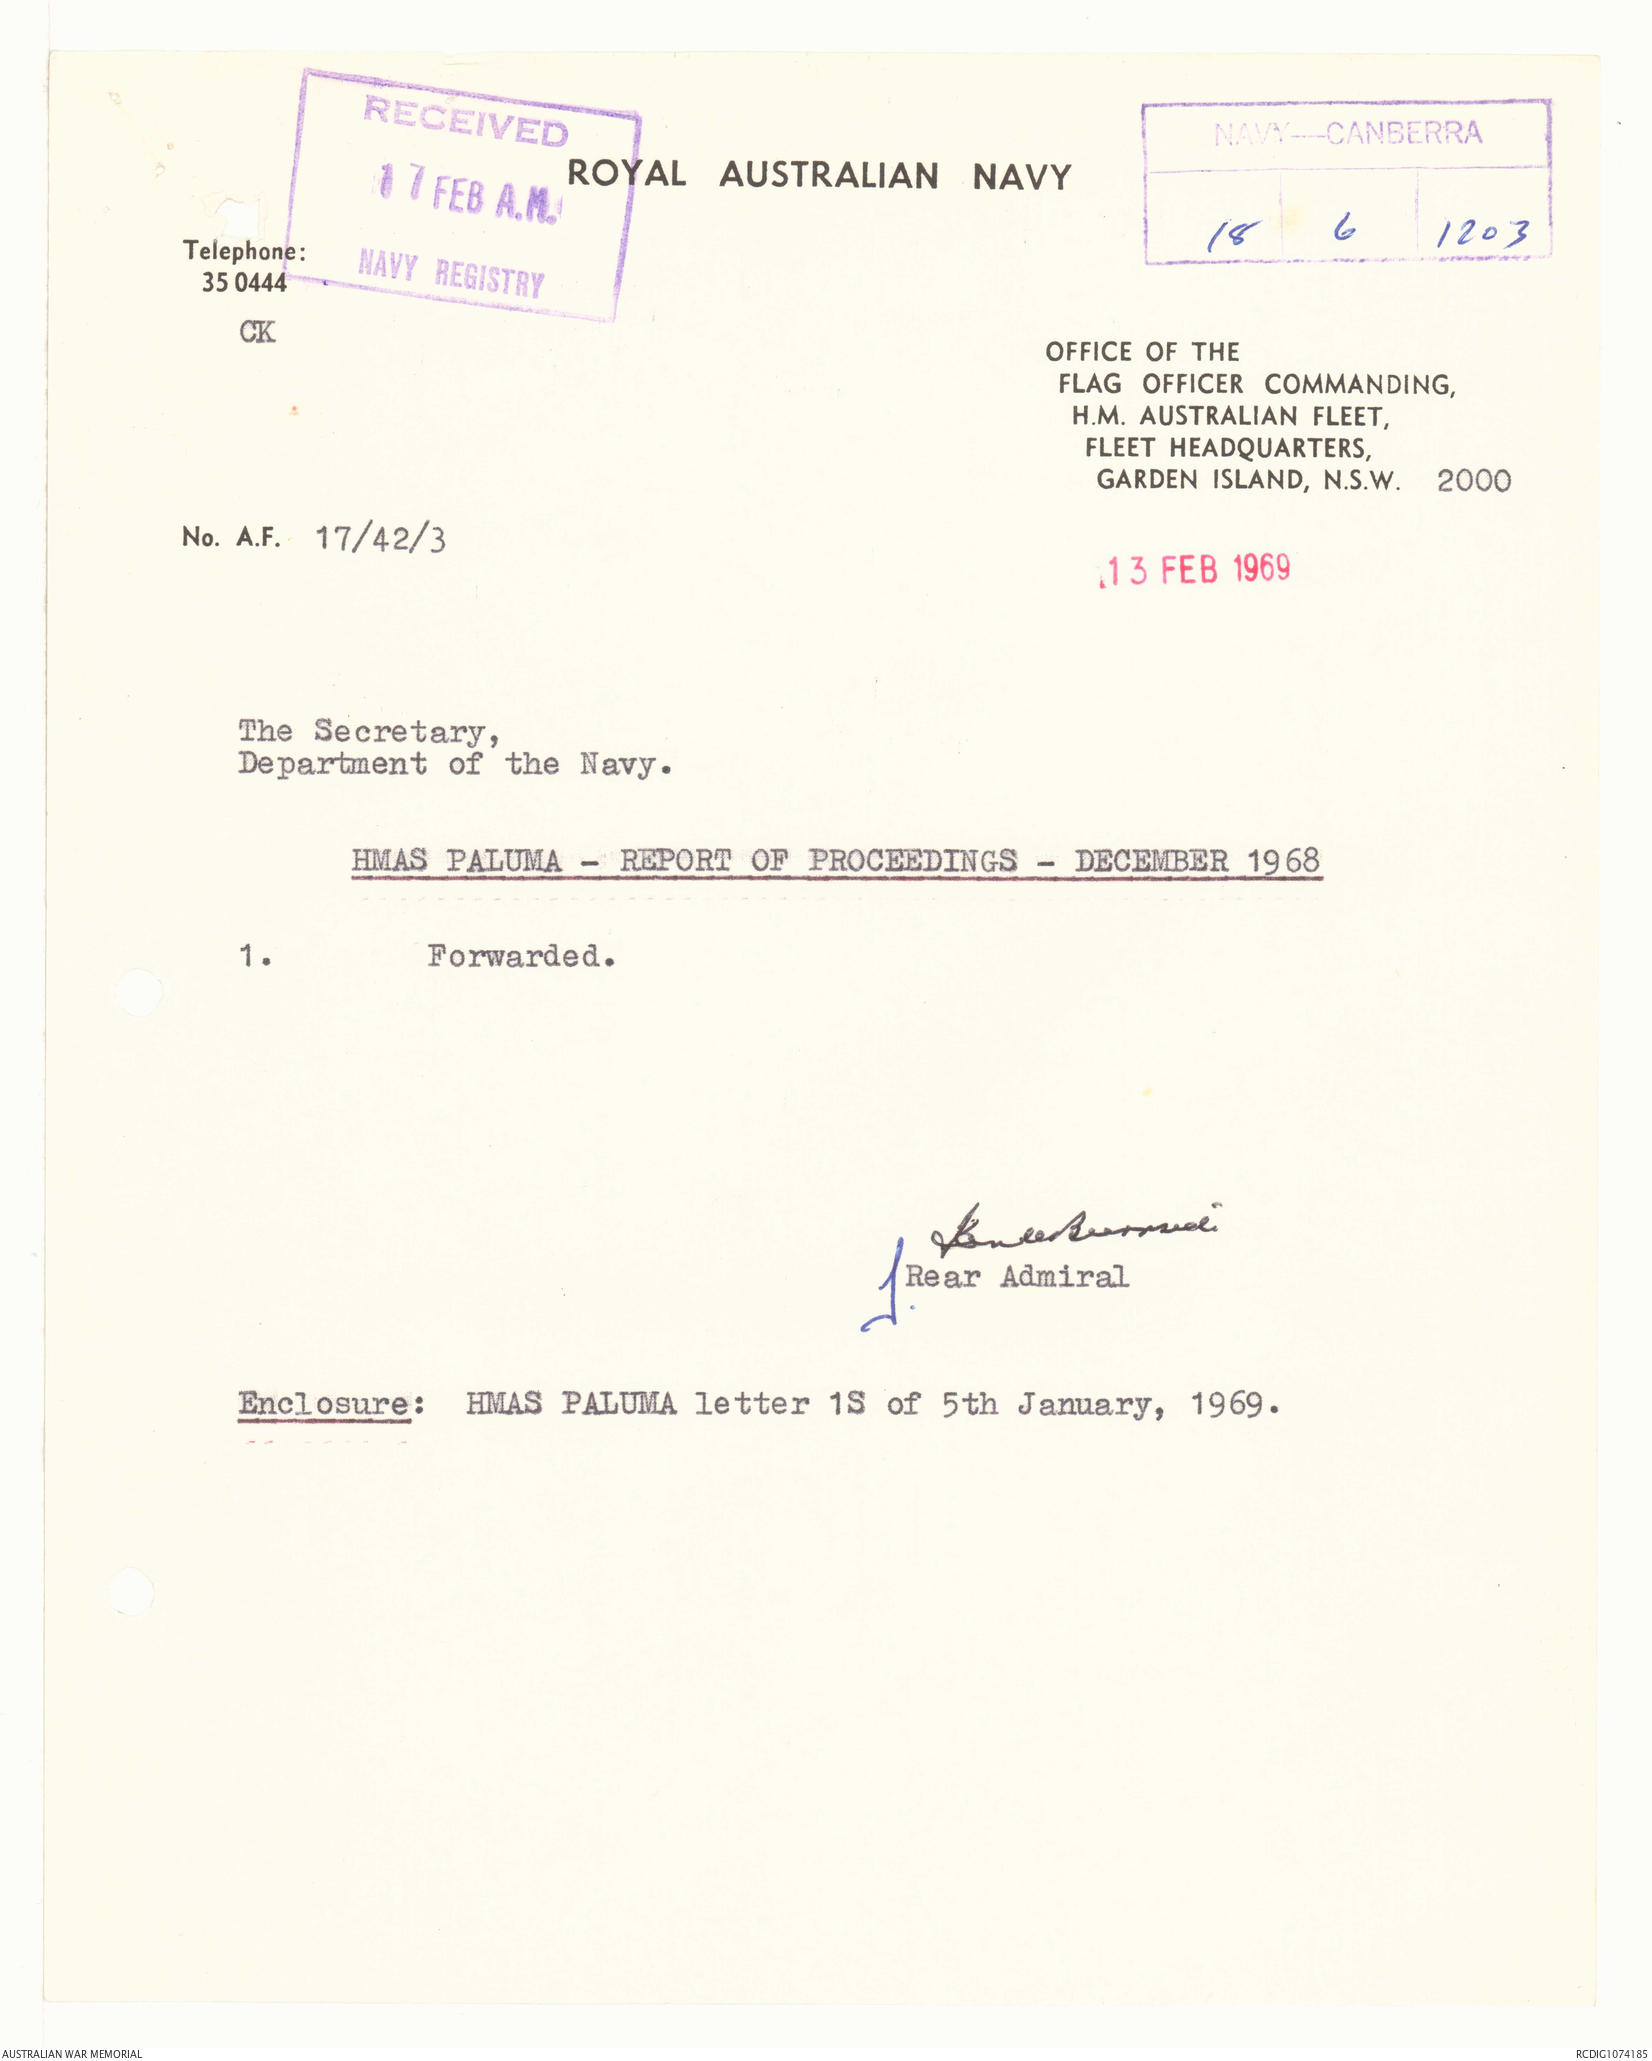 RECEIVED
17 FEB A.M.
NAVY REGISTRY
ROYAL AUSTRALIAN NAVY
NAVY—CANBERRA
18 6 1203
Telephone:
35 0444
CK
OFFICE OF THE
FLAG OFFICER COMMANDING,
H.M. AUSTRALIAN FLEET,
FLEET HEADQUARTERS,
GARDEN ISLAND, N.S.W. 2000
No. A.F. 17/42/3
13 FEB 1969
The Secretary,
Department of the Navy.
HMAS PALUMA - REPORT OF PROCEEDINGS - DECEMBER 1968
1. Forwarded.
Rear Admiral
Enclosure: HMAS PALUMA letter 1S of 5th January, 1969.
AUSTRALIAN WAR MEMORIAL
RCDIG1074185